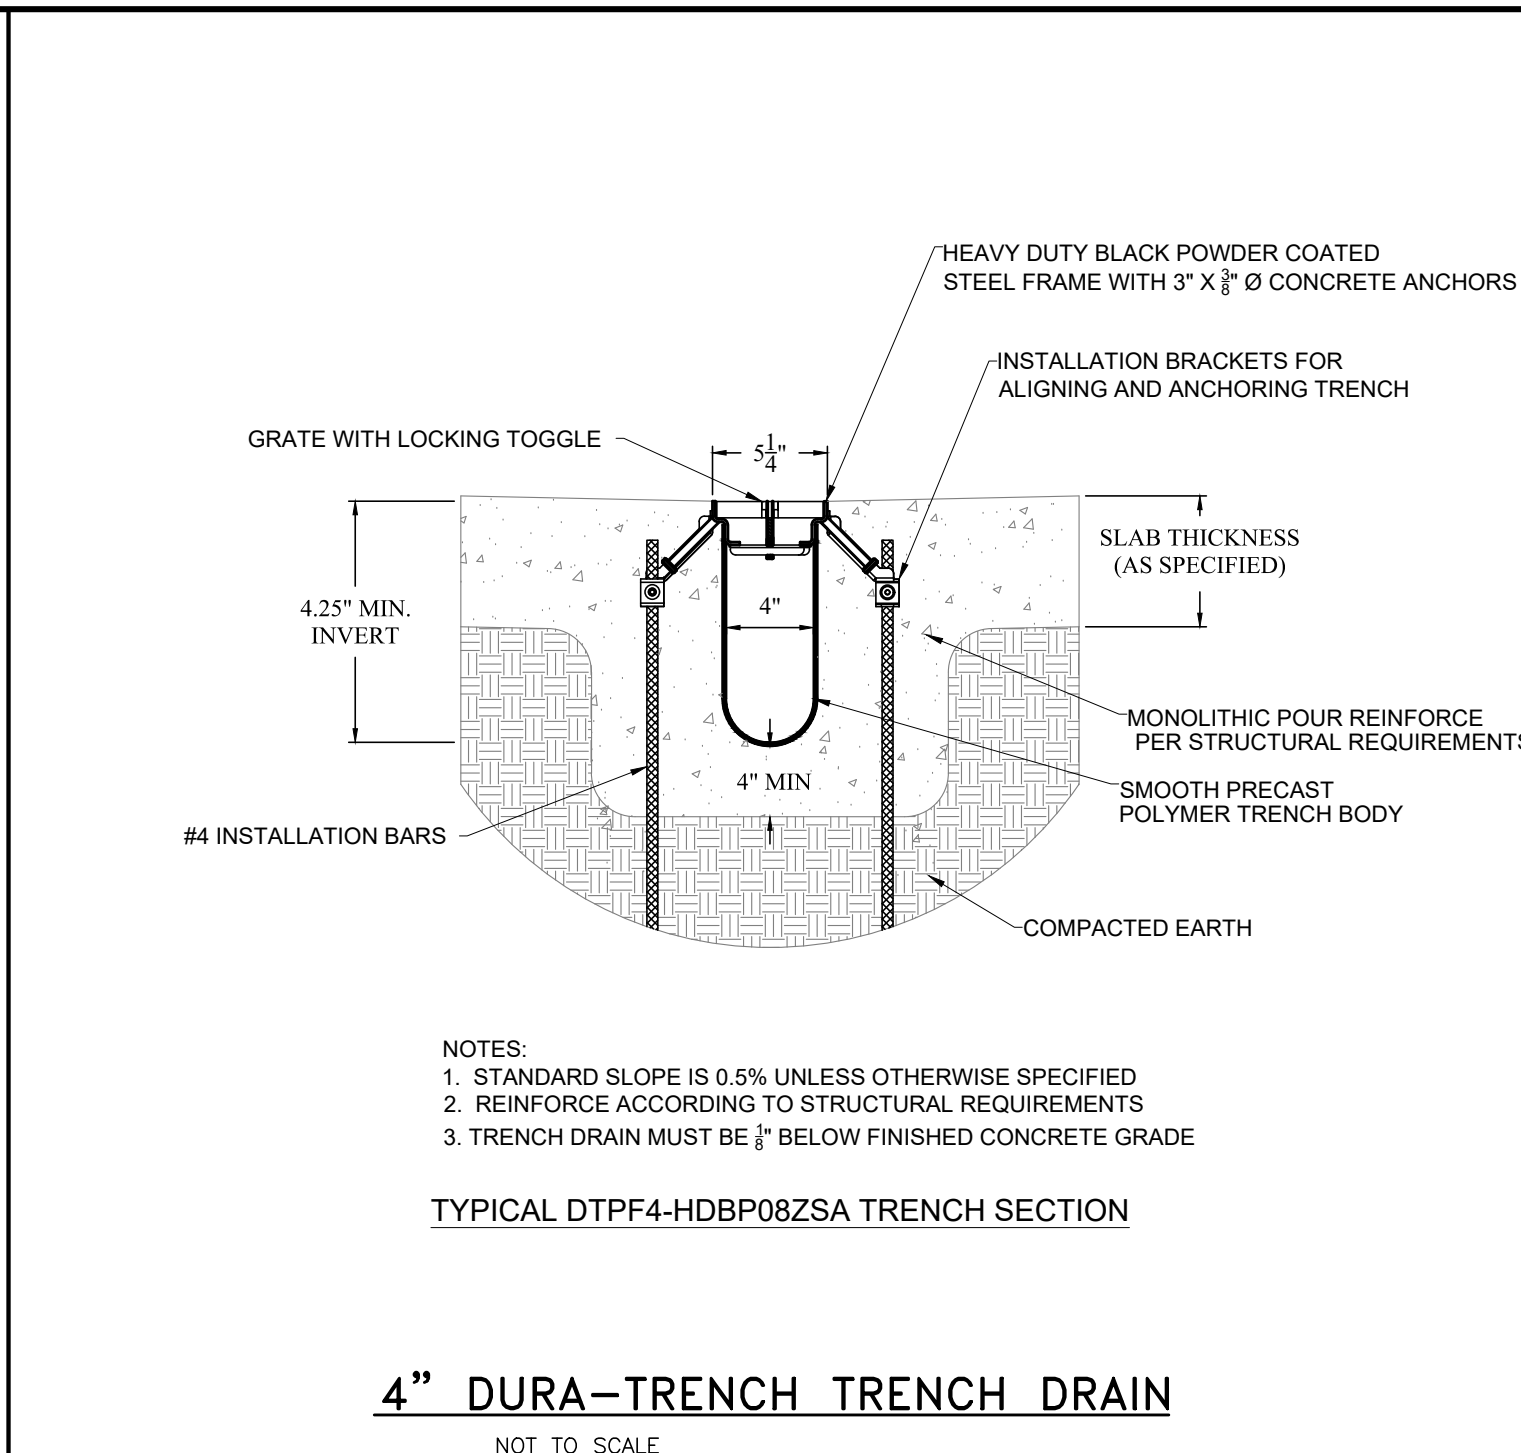 HEAVY DUTY BLACK POWDER COATED
STEEL FRAME WITH 3" X 3/8" Ø CONCRETE ANCHORS
INSTALLATION BRACKETS FOR
ALIGNING AND ANCHORING TRENCH
GRATE WITH LOCKING TOGGLE
5 1/4"
SLAB THICKNESS
(AS SPECIFIED)
4.25" MIN.
INVERT
4"
MONOLITHIC POUR REINFORCE
PER STRUCTURAL REQUIREMENTS
4" MIN
SMOOTH PRECAST
POLYMER TRENCH BODY
#4 INSTALLATION BARS
COMPACTED EARTH
NOTES:
1. STANDARD SLOPE IS 0.5% UNLESS OTHERWISE SPECIFIED
2. REINFORCE ACCORDING TO STRUCTURAL REQUIREMENTS
3. TRENCH DRAIN MUST BE 1/8" BELOW FINISHED CONCRETE GRADE
TYPICAL DTPF4-HDBP08ZSA TRENCH SECTION
4” DURA-TRENCH TRENCH DRAIN
NOT TO SCALE